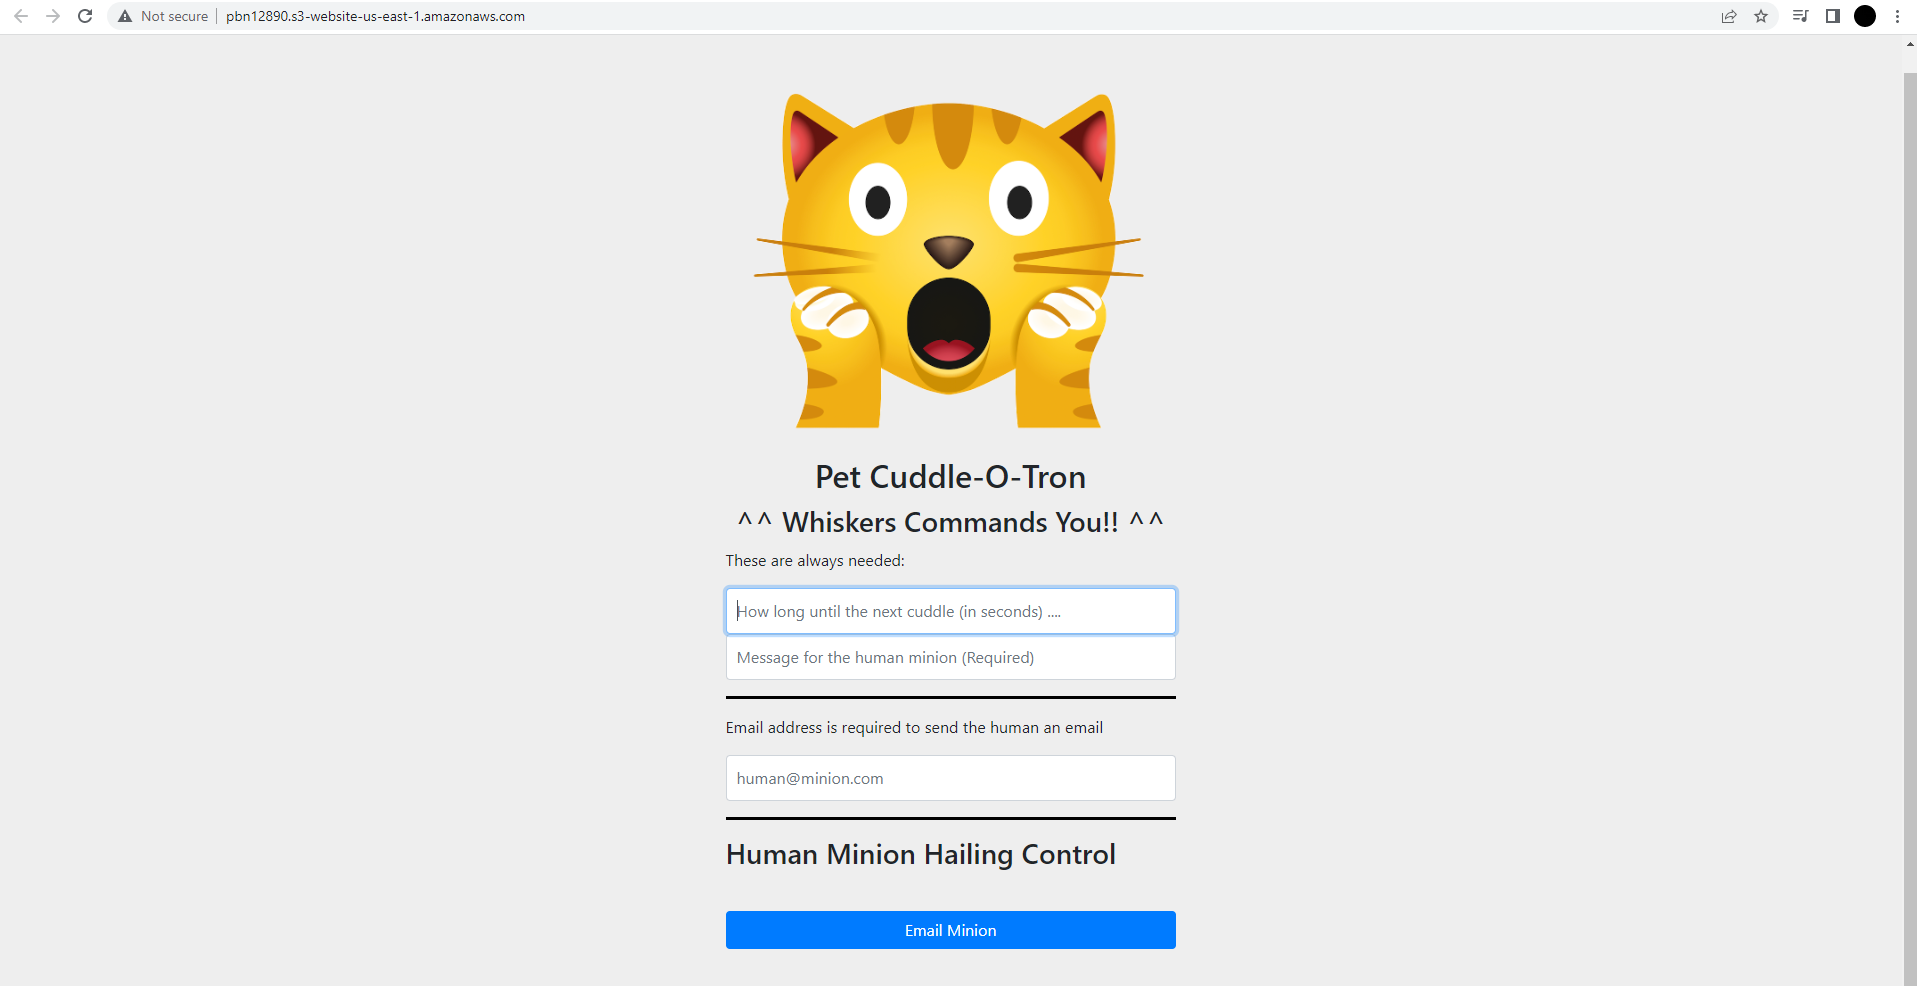 Not secure pbn12890.s3-website-us-east-1.amazonaws.com
Pet Cuddle-O-Tron
^^ Whiskers Commands You!! ^^
These are always needed:
How long until the next cuddle (in seconds) ....
Message for the human minion (Required)
Email address is required to send the human an email
human@minion.com
Human Minion Hailing Control
Email Minion